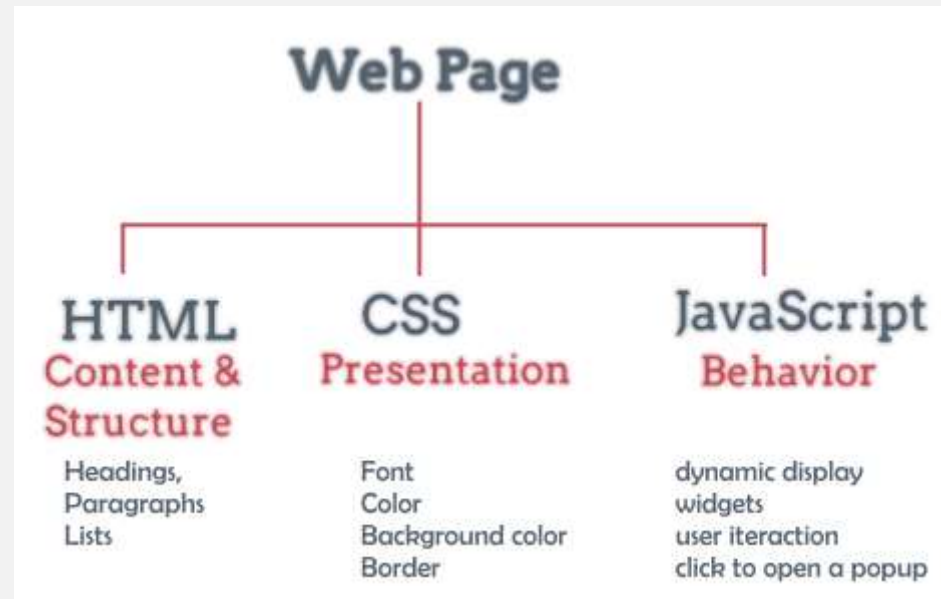 Web Page
HTML
Content &
Structure
Headings,
Paragraphs
Lists
CSS
Presentation
Font
Color
Background color
Border
JavaScript
Behavior
dynamic display
widgets
user iteraction
click to open a popup